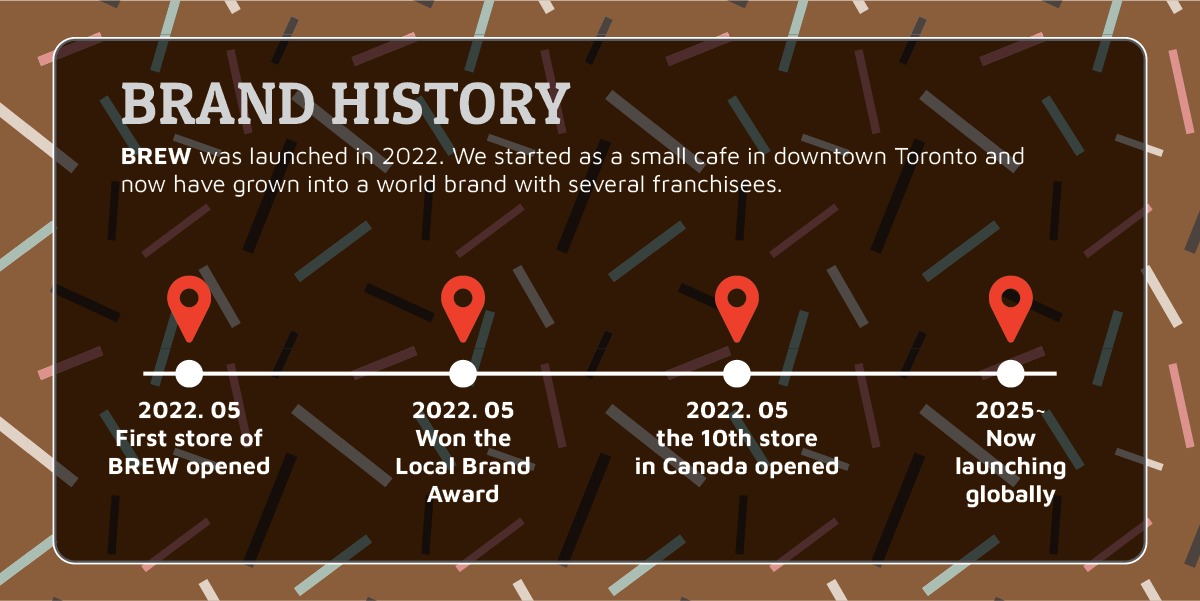 BRAND HISTORY
BREW was launched in 2022. We started as a small cafe in downtown Toronto and
now have grown into a world brand with several franchisees.
2022. 05
First store of
BREW opened
2022. 05
Won the
Local Brand
Award
2022. 05
the 10th store
in Canada opened
2025~
Now
launching
globally